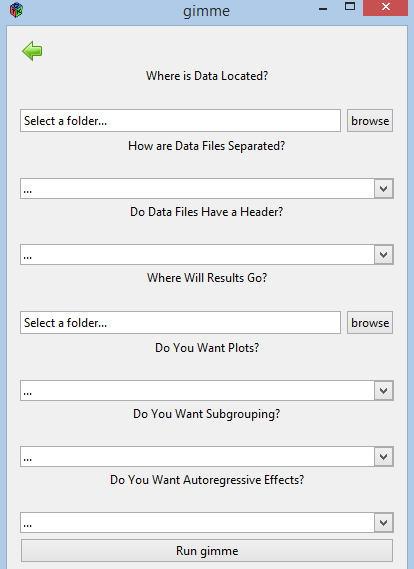 gimme
Where is Data Located?
Select a folder... browse
How are Data Files Separated?
...
Do Data Files Have a Header?
...
Where Will Results Go?
Select a folder... browse
Do You Want Plots?
...
Do You Want Subgrouping?
...
Do You Want Autoregressive Effects?
...
Run gimme